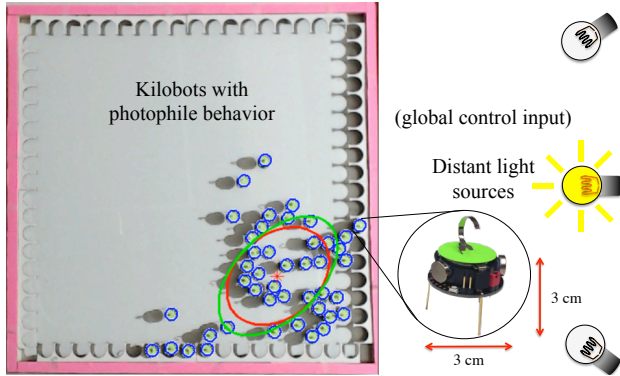 Kilobots with
photophile behavior
(global control input)
Distant light
sources
3 cm
3 cm